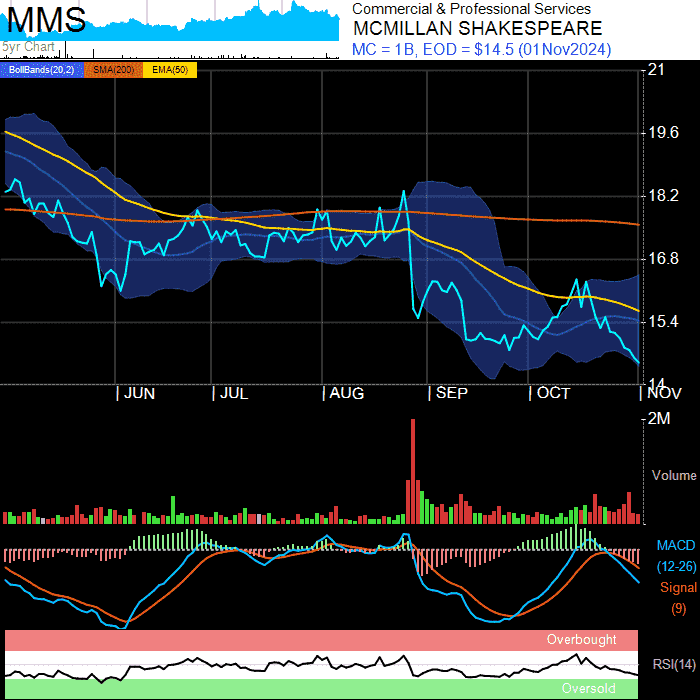 MMS
5yr Chart
Commercial & Professional Services
MCMILLAN SHAKESPEARE
MC = 1B, EOD = $14.5 (01Nov2024)
BollBands(20,2) SMA(200) EMA(50)
21
19.6
18.2
16.8
15.4
14
| JUN | JUL | AUG | SEP | OCT | NOV
2M
Volume
MACD
(12-26)
Signal
(9)
Overbought
RSI(14)
Oversold